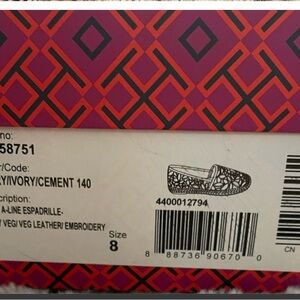 no:
58751
r/Code:
Y/IVORY/CEMENT 140
cription:
A-LINE ESPADRILLE-
VEG/ VEG LEATHER/ EMBROIDERY
Size
8
4400012794
8 88736 90670 0
CN